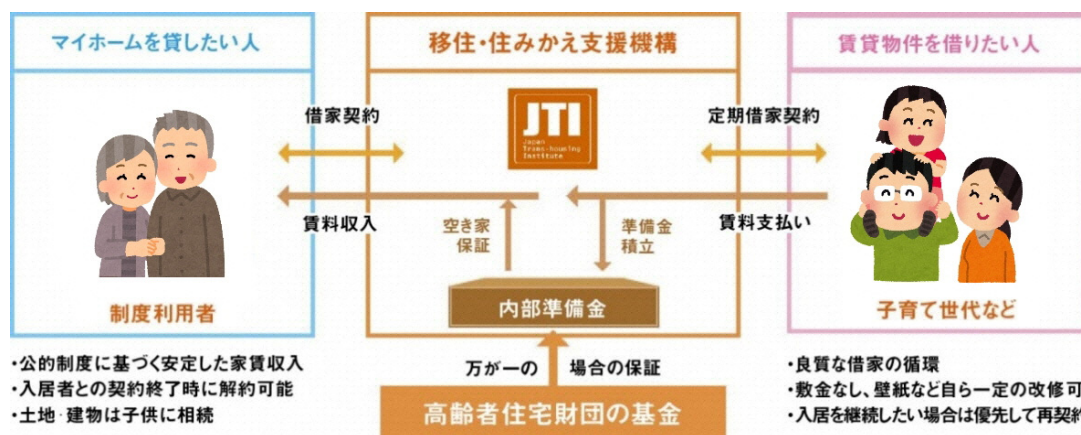 マイホームを貸したい人
移住・住みかえ支援機構
賃貸物件を借りたい人
借家契約
JTI
Japan
Trans-housing
Institute
定期借家契約
賃料収入
空き家
保証
準備金
積立
賃料支払い
制度利用者
内部準備金
子育て世代など
・公的制度に基づく安定した家賃収入
・入居者との契約終了時に解約可能
・土地・建物は子供に相続
万が一の 場合の保証
高齢者住宅財団の基金
・良質な借家の循環
・敷金なし、壁紙など自ら一定の改修可
・入居を継続したい場合は優先して再契約